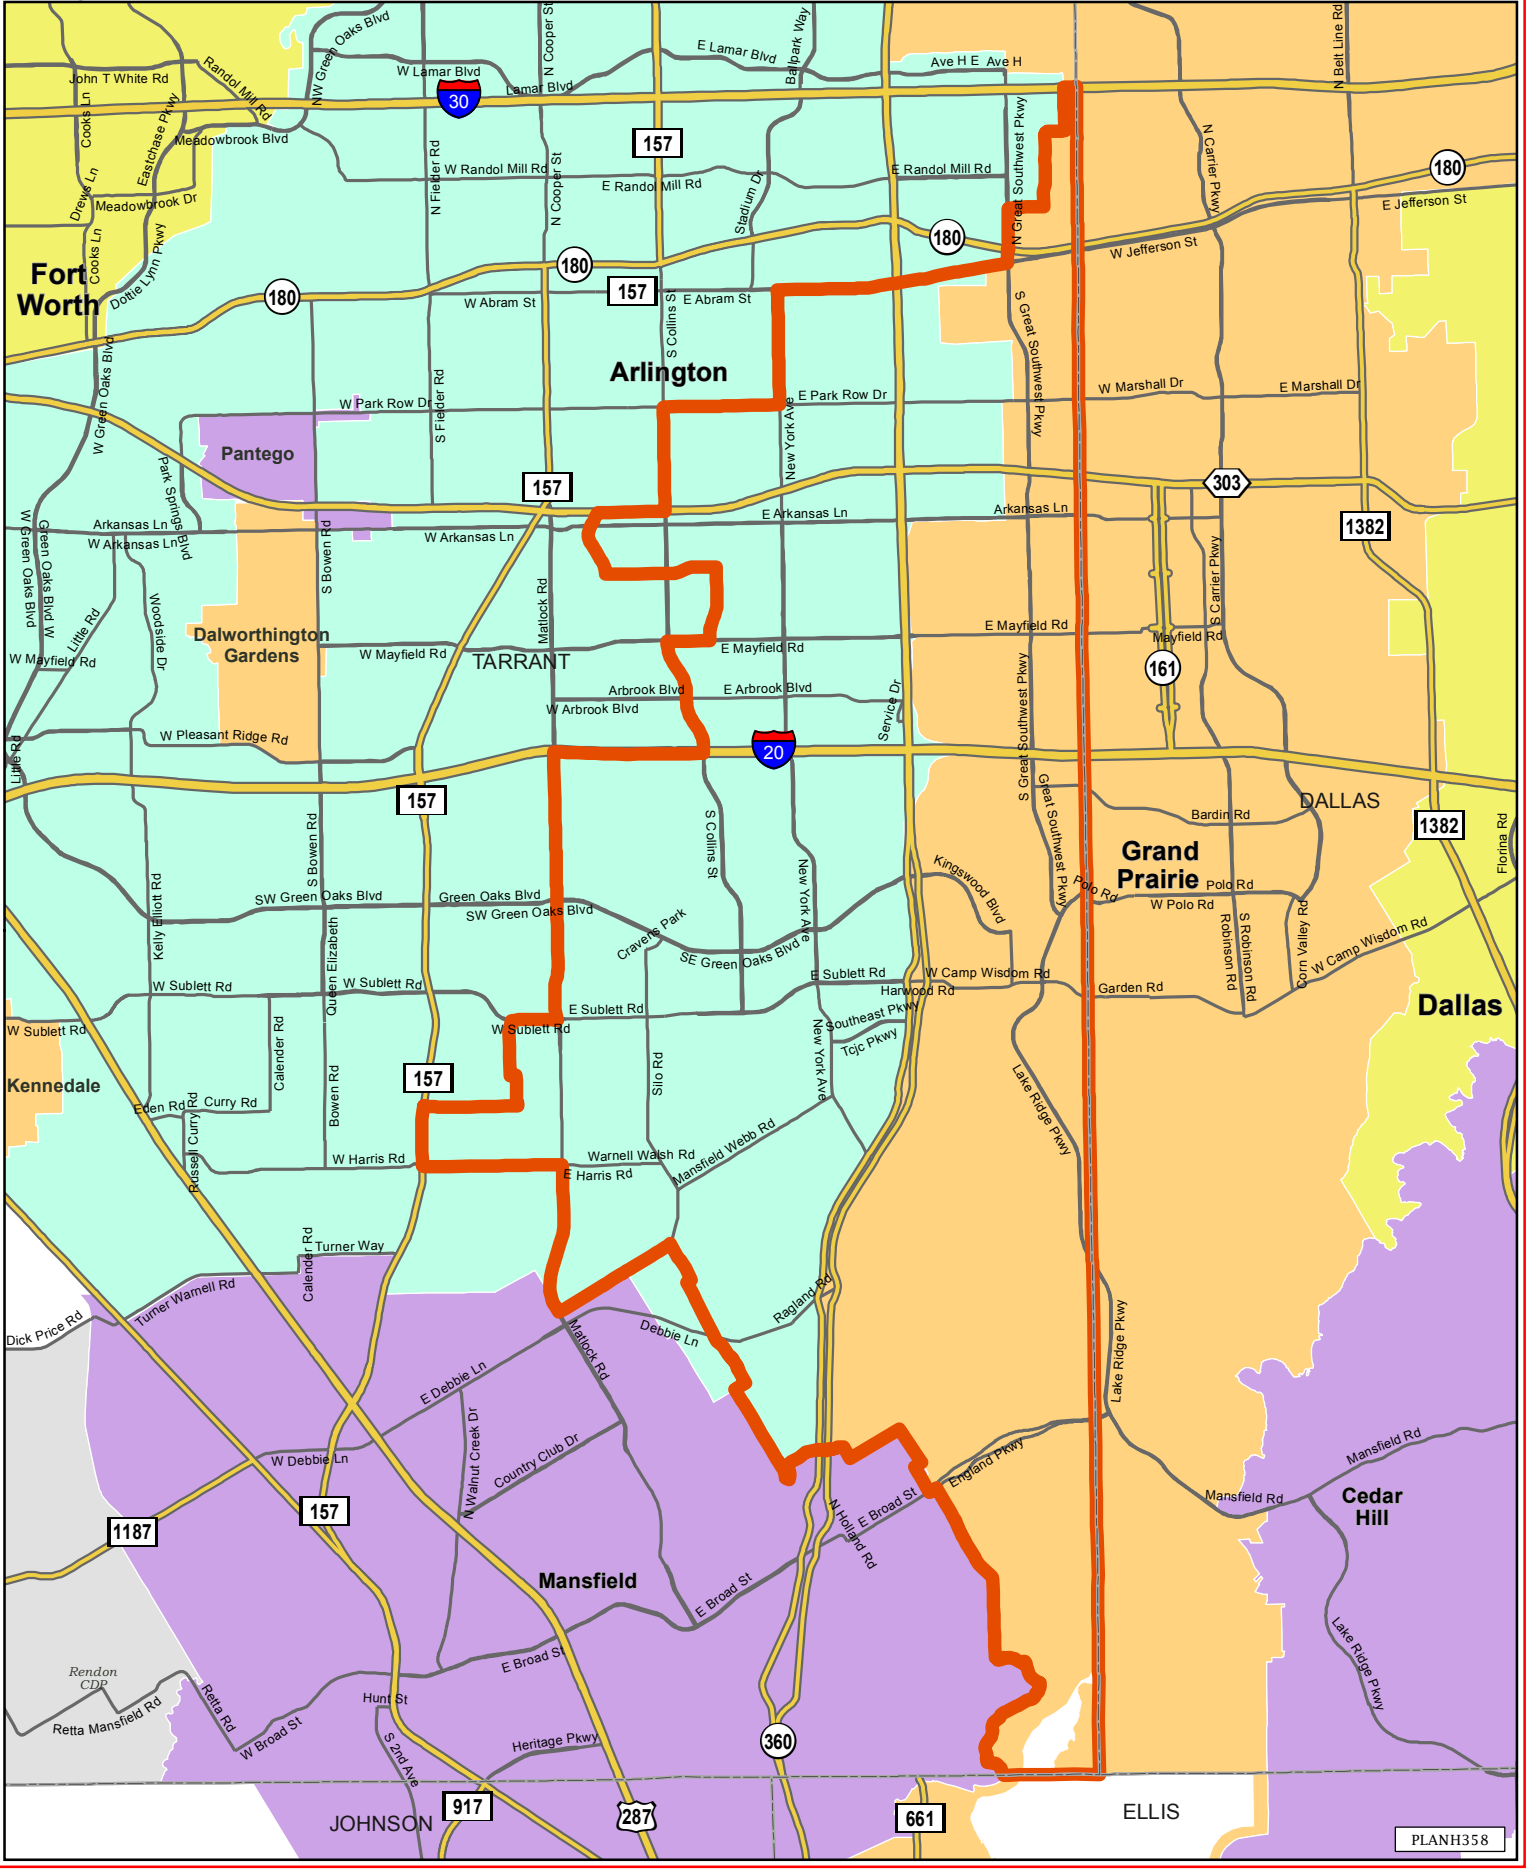 NW Green Oaks Blvd
N Cooper St
E Lamar Blvd
Ballpark Way
Ave H E
Ave H
N Belt Line Rd
John T White Rd
Randol Mill Rd
W Lamar Blvd
Lamar Blvd
30
Cooks Ln
Eastchase Pkwy
Meadowbrook Blvd
157
N Fielder Rd
W Randol Mill Rd
E Randol Mill Rd
E Randol Mill Rd
N Great Southwest Pkwy
N Carrier Pkwy
180
E Jefferson St
Drews Ln
Meadowbrook Dr
N Cooper St
Stadium Dr
180
W Jefferson St
Cooks Ln
Dottie Lynn Pkwy
Fort
Worth
180
180
157
W Abram St
E Abram St
S Collins St
S Great Southwest Pkwy
W Green Oaks Blvd
Arlington
S Fielder Rd
W Park Row Dr
E Park Row Dr
W Marshall Dr
E Marshall Dr
Pantego
New York Ave
Park Springs Blvd
157
303
1382
W Green Oaks Blvd
Green Oaks Blvd W
Arkansas Ln
W Arkansas Ln
W Arkansas Ln
E Arkansas Ln
Arkansas Ln
S Bowen Rd
Matlock Rd
S Carrier Pkwy
Little Rd
Woodside Dr
Dalworthington
Gardens
W Mayfield Rd
W Mayfield Rd
TARRANT
E Mayfield Rd
E Mayfield Rd
Mayfield Rd
161
Arbrook Blvd
E Arbrook Blvd
W Arbrook Blvd
Service Dr
S Great Southwest Pkwy
W Pleasant Ridge Rd
Little Rd
20
157
DALLAS
Great Southwest Pkwy
Bardin Rd
1382
Florina Rd
S Bowen Rd
S Collins St
New York Ave
Grand
Prairie
Kingswood Blvd
Polo Rd
Polo Rd
W Polo Rd
Kelly Elliott Rd
SW Green Oaks Blvd
Green Oaks Blvd
SW Green Oaks Blvd
Cravens Park
SE Green Oaks Blvd
Robinson Rd
S Robinson Rd
Corn Valley Rd
W Camp Wisdom Rd
Queen Elizabeth
W Sublett Rd
W Sublett Rd
E Sublett Rd
W Camp Wisdom Rd
Harwood Rd
Garden Rd
Dallas
W Sublett Rd
W Sublett Rd
E Sublett Rd
Southeast Pkwy
Tcjc Pkwy
Calender Rd
New York Ave
Silo Rd
Kennedale
157
Lake Ridge Pkwy
Eden Rd
Curry Rd
Bowen Rd
Russell Curry Rd
W Harris Rd
Warnell Walsh Rd
E Harris Rd
Mansfield Webb Rd
Turner Way
Calender Rd
Turner Warnell Rd
Dick Price Rd
Ragland Rd
Debbie Ln
Matlock Rd
Lake Ridge Pkwy
E Debbie Ln
N Walnut Creek Dr
Country Club Dr
W Debbie Ln
England Pkwy
Mansfield Rd
Mansfield Rd
Cedar
Hill
157
1187
N Holland Rd
E Broad St
Mansfield
E Broad St
E Broad St
Lake Ridge Pkwy
Rendon
CDP
Retta Mansfield Rd
Retta Rd
Hunt St
W Broad St
S 2nd Ave
Heritage Pkwy
360
917
JOHNSON
287
661
ELLIS
PLANH358